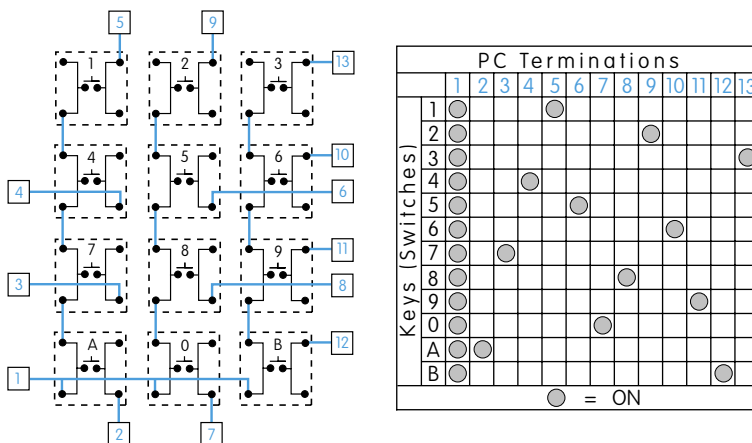 5 9
1 2 3 13
4 5 6 10
4 6
7 8 9 11
3 8
A 0 B 12
1
2 7
PC Terminations
1 2 3 4 5 6 7 8 9 10 11 12 13
Keys (Switches)
1
2
3
4
5
6
7
8
9
0
A
B
= ON